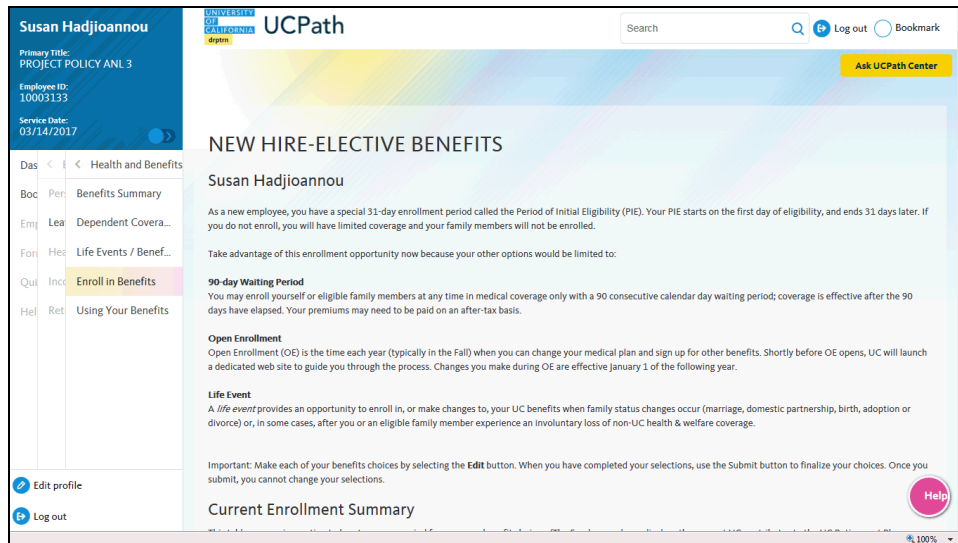 Susan Hadjioannou
Primary Title:
PROJECT POLICY ANL 3
Employee ID:
10003133
Service Date:
03/14/2017
Das
Boo
Emp
For
Qui
Hel
Per
Lea
Hea
Inco
Ret
Health and Benefits
Benefits Summary
Dependent Covera...
Life Events / Benef...
Enroll in Benefits
Using Your Benefits
Edit profile
Log out
UNIVERSITY
OF
CALIFORNIA
drptrn
UCPath
Search
Log out
Bookmark
Ask UCPath Center
NEW HIRE-ELECTIVE BENEFITS
Susan Hadjioannou
As a new employee, you have a special 31-day enrollment period called the Period of Initial Eligibility (PIE). Your PIE starts on the first day of eligibility, and ends 31 days later. If
you do not enroll, you will have limited coverage and your family members will not be enrolled.
Take advantage of this enrollment opportunity now because your other options would be limited to:
90-day Waiting Period
You may enroll yourself or eligible family members at any time in medical coverage only with a 90 consecutive calendar day waiting period; coverage is effective after the 90
days have elapsed. Your premiums may need to be paid on an after-tax basis.
Open Enrollment
Open Enrollment (OE) is the time each year (typically in the Fall) when you can change your medical plan and sign up for other benefits. Shortly before OE opens, UC will launch
a dedicated web site to guide you through the process. Changes you make during OE are effective January 1 of the following year.
Life Event
A life event provides an opportunity to enroll in, or make changes to, your UC benefits when family status changes occur (marriage, domestic partnership, birth, adoption or
divorce) or, in some cases, after you or an eligible family member experience an involuntary loss of non-UC health & welfare coverage.
Important: Make each of your benefits choices by selecting the Edit button. When you have completed your selections, use the Submit button to finalize your choices. Once you
submit, you cannot change your selections.
Help
Current Enrollment Summary
100%